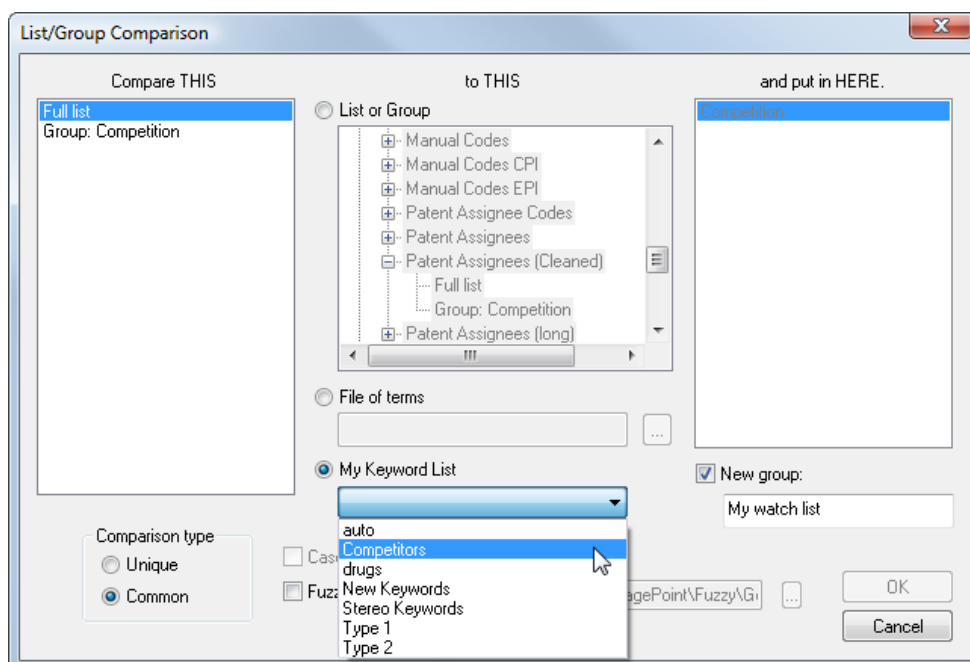 List/Group Comparison
Compare THIS
to THIS
and put in HERE.
Full list
Group: Competition
List or Group
Manual Codes
Manual Codes CPI
Manual Codes EPI
Patent Assignee Codes
Patent Assignees
Patent Assignees (Cleaned)
Full list
Group: Competition
Patent Assignees (long)
Competition
File of terms
...
My Keyword List
New group:
My watch list
auto
Competitors
drugs
New Keywords
Stereo Keywords
Type 1
Type 2
Comparison type
Unique
Common
agePoint\Fuzzy\G
...
OK
Cancel